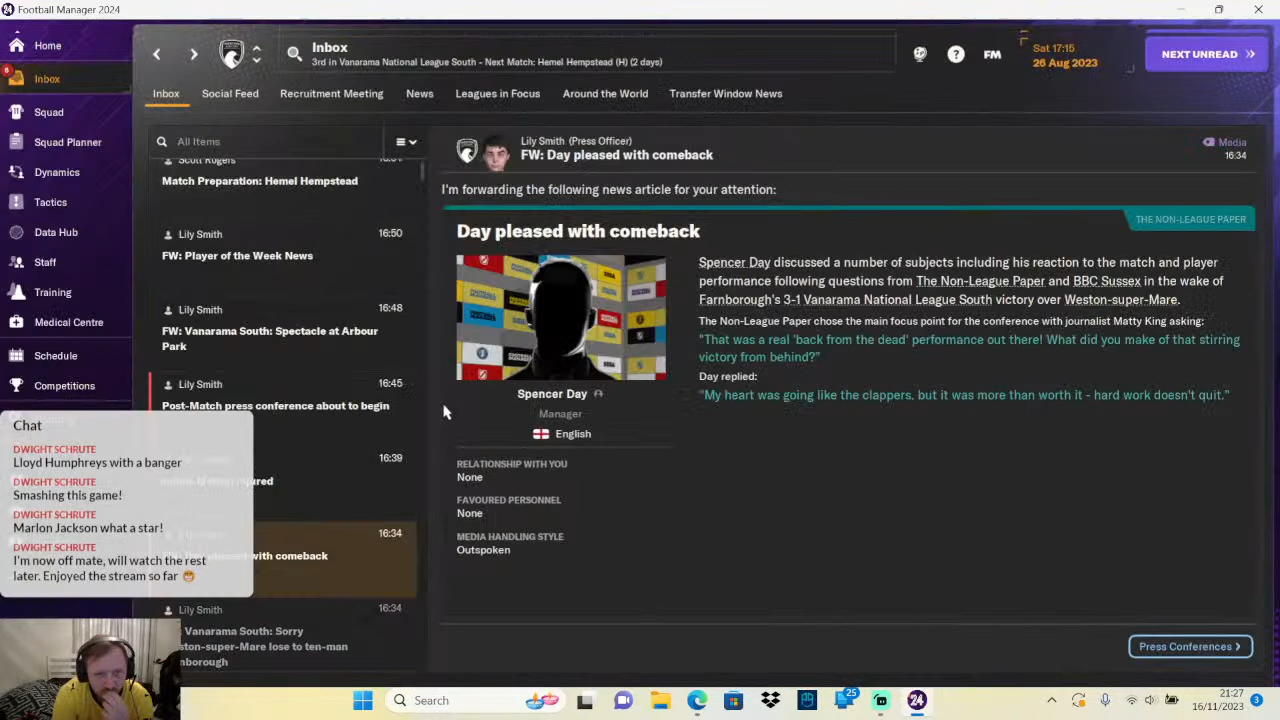 Football Manager 2024
Home
6
Inbox
Squad
Squad Planner
Dynamics
Tactics
Data Hub
Staff
Training
Medical Centre
Schedule
Competitions
Inbox
3rd in Vanarama National League South - Next Match: Hemel Hempstead (H) (2 days)
?
FM
Sat 17:15
26 Aug 2023
NEXT UNREAD
Inbox
Social Feed
Recruitment Meeting
News
Leagues in Focus
Around the World
Transfer Window News
All Items
Scott Rogers
Match Preparation: Hemel Hempstead
Lily Smith
16:50
FW: Player of the Week News
Lily Smith
16:48
FW: Vanarama South: Spectacle at Arbour
Park
Lily Smith
16:45
Post-Match press conference about to begin
16:39
injured
16:34
with comeback
Lily Smith
16:34
Vanarama South: Sorry
ston-super-Mare lose to ten-man
nborough
Lily Smith (Press Officer)
FW: Day pleased with comeback
Media
16:34
I'm forwarding the following news article for your attention:
THE NON-LEAGUE PAPER
Day pleased with comeback
Spencer Day discussed a number of subjects including his reaction to the match and player
performance following questions from The Non-League Paper and BBC Sussex in the wake of
Farnborough's 3-1 Vanarama National League South victory over Weston-super-Mare.
The Non-League Paper chose the main focus point for the conference with journalist Matty King asking:
"That was a real 'back from the dead' performance out there! What did you make of that stirring
victory from behind?"
Day replied:
"My heart was going like the clappers, but it was more than worth it - hard work doesn't quit."
Spencer Day
Manager
English
RELATIONSHIP WITH YOU
None
FAVOURED PERSONNEL
None
MEDIA HANDLING STYLE
Outspoken
Press Conferences
Chat
DWIGHT SCHRUTE
Lloyd Humphreys with a banger
DWIGHT SCHRUTE
Smashing this game!
DWIGHT SCHRUTE
Marlon Jackson what a star!
DWIGHT SCHRUTE
I'm now off mate, will watch the rest
later. Enjoyed the stream so far
Search
25
24
21:27
16/11/2023
3